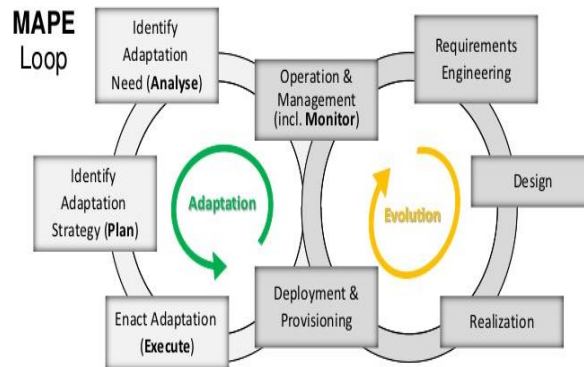 MAPE
Loop
Identify
Adaptation
Need (Analyse)
Operation &
Management
(incl. Monitor)
Requirements
Engineering
Identify
Adaptation
Strategy (Plan)
Adaptation
Evolution
Design
Enact Adaptation
(Execute)
Deployment &
Provisioning
Realization